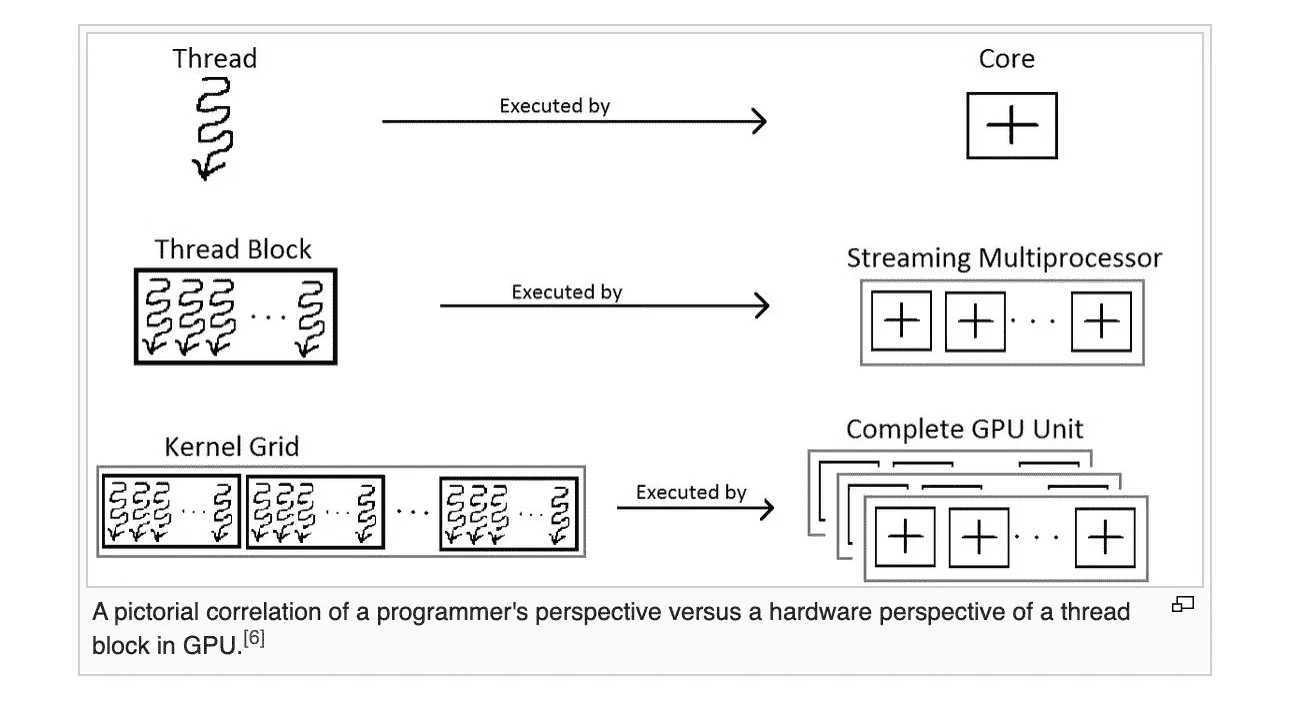 Thread
Core
Executed by
Thread Block
Streaming Multiprocessor
Executed by
Kernel Grid
Complete GPU Unit
Executed by
A pictorial correlation of a programmer's perspective versus a hardware perspective of a thread
block in GPU.[6]